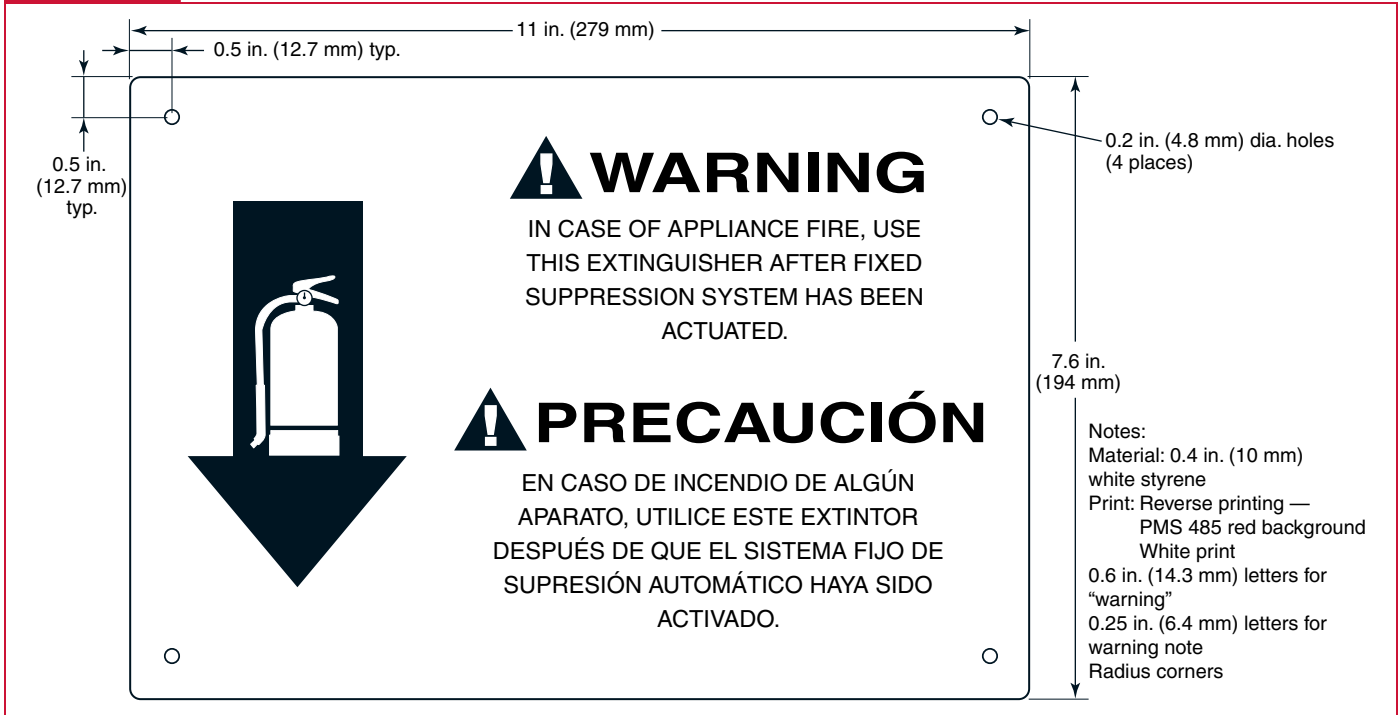 11 in. (279 mm)
0.5 in. (12.7 mm) typ.
0.5 in.
(12.7 mm)
typ.
WARNING
IN CASE OF APPLIANCE FIRE, USE
THIS EXTINGUISHER AFTER FIXED
SUPPRESSION SYSTEM HAS BEEN
ACTUATED.
PRECAUCIÓN
EN CASO DE INCENDIO DE ALGÚN
APARATO, UTILICE ESTE EXTINTOR
DESPUÉS DE QUE EL SISTEMA FIJO DE
SUPRESIÓN AUTOMÁTICO HAYA SIDO
ACTIVADO.
0.2 in. (4.8 mm) dia. holes
(4 places)
7.6 in.
(194 mm)
Notes:
Material: 0.4 in. (10 mm)
white styrene
Print: Reverse printing —
PMS 485 red background
White print
0.6 in. (14.3 mm) letters for
“warning”
0.25 in. (6.4 mm) letters for
warning note
Radius corners